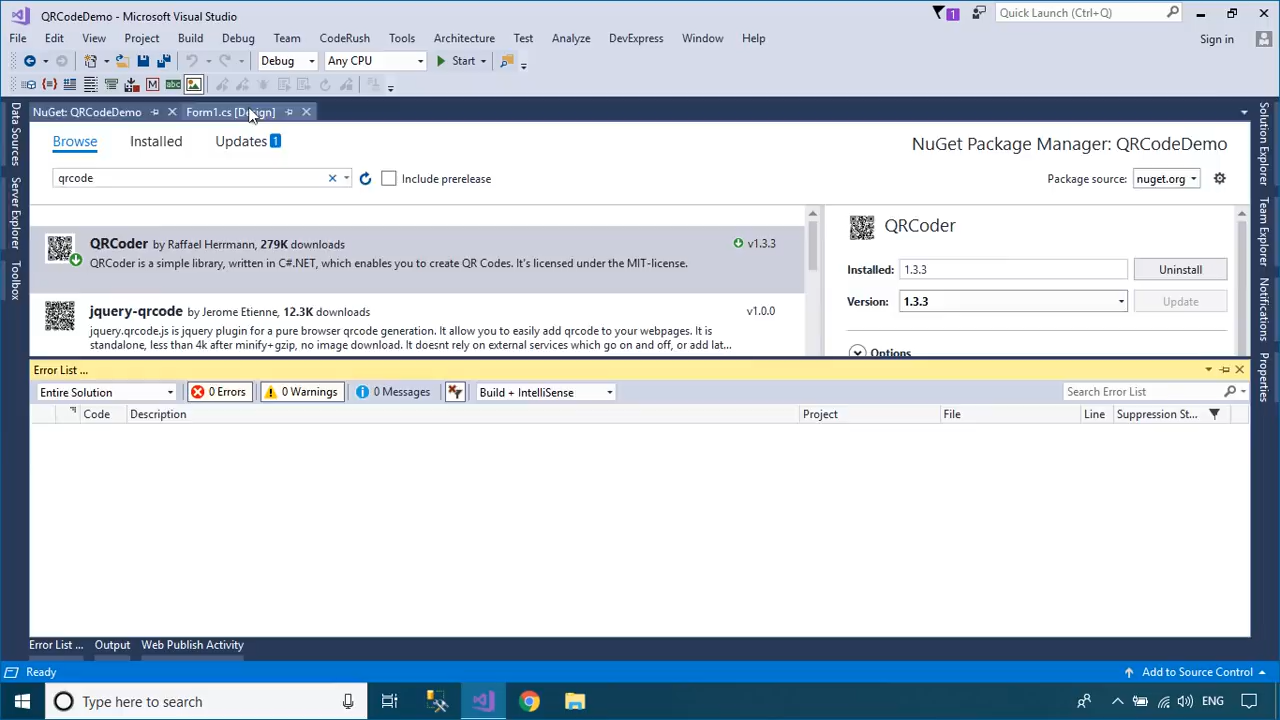 QRCodeDemo - Microsoft Visual Studio
1
Quick Launch (Ctrl+Q)
File Edit View Project Build Debug Team CodeRush Tools Architecture Test Analyze DevExpress Window Help
Sign in
Debug Any CPU Start
abc
NuGet: QRCodeDemo Form1.cs [Design]
Data Sources
Server Explorer
Toolbox
Browse Installed Updates 1
NuGet Package Manager: QRCodeDemo
qrcode
Include prerelease
Package source: nuget.org
QRCoder by Raffael Herrmann, 279K downloads
v1.3.3
QRCoder is a simple library, written in C#.NET, which enables you to create QR Codes. It's licensed under the MIT-license.
jquery-qrcode by Jerome Etienne, 12.3K downloads
v1.0.0
jquery.qrcode.js is jquery plugin for a pure browser qrcode generation. It allow you to easily add qrcode to your webpages. It is
standalone, less than 4k after minify+gzip, no image download. It doesnt rely on external services which go on and off, or add lat...
QRCoder
Installed: 1.3.3 Uninstall
Version: 1.3.3 Update
Options
Solution Explorer
Team Explorer
Notifications
Properties
Error List ...
Entire Solution 0 Errors 0 Warnings 0 Messages Build + IntelliSense Search Error List
Code Description Project File Line Suppression St...
Error List ... Output Web Publish Activity
Ready
Add to Source Control
Type here to search
ENG